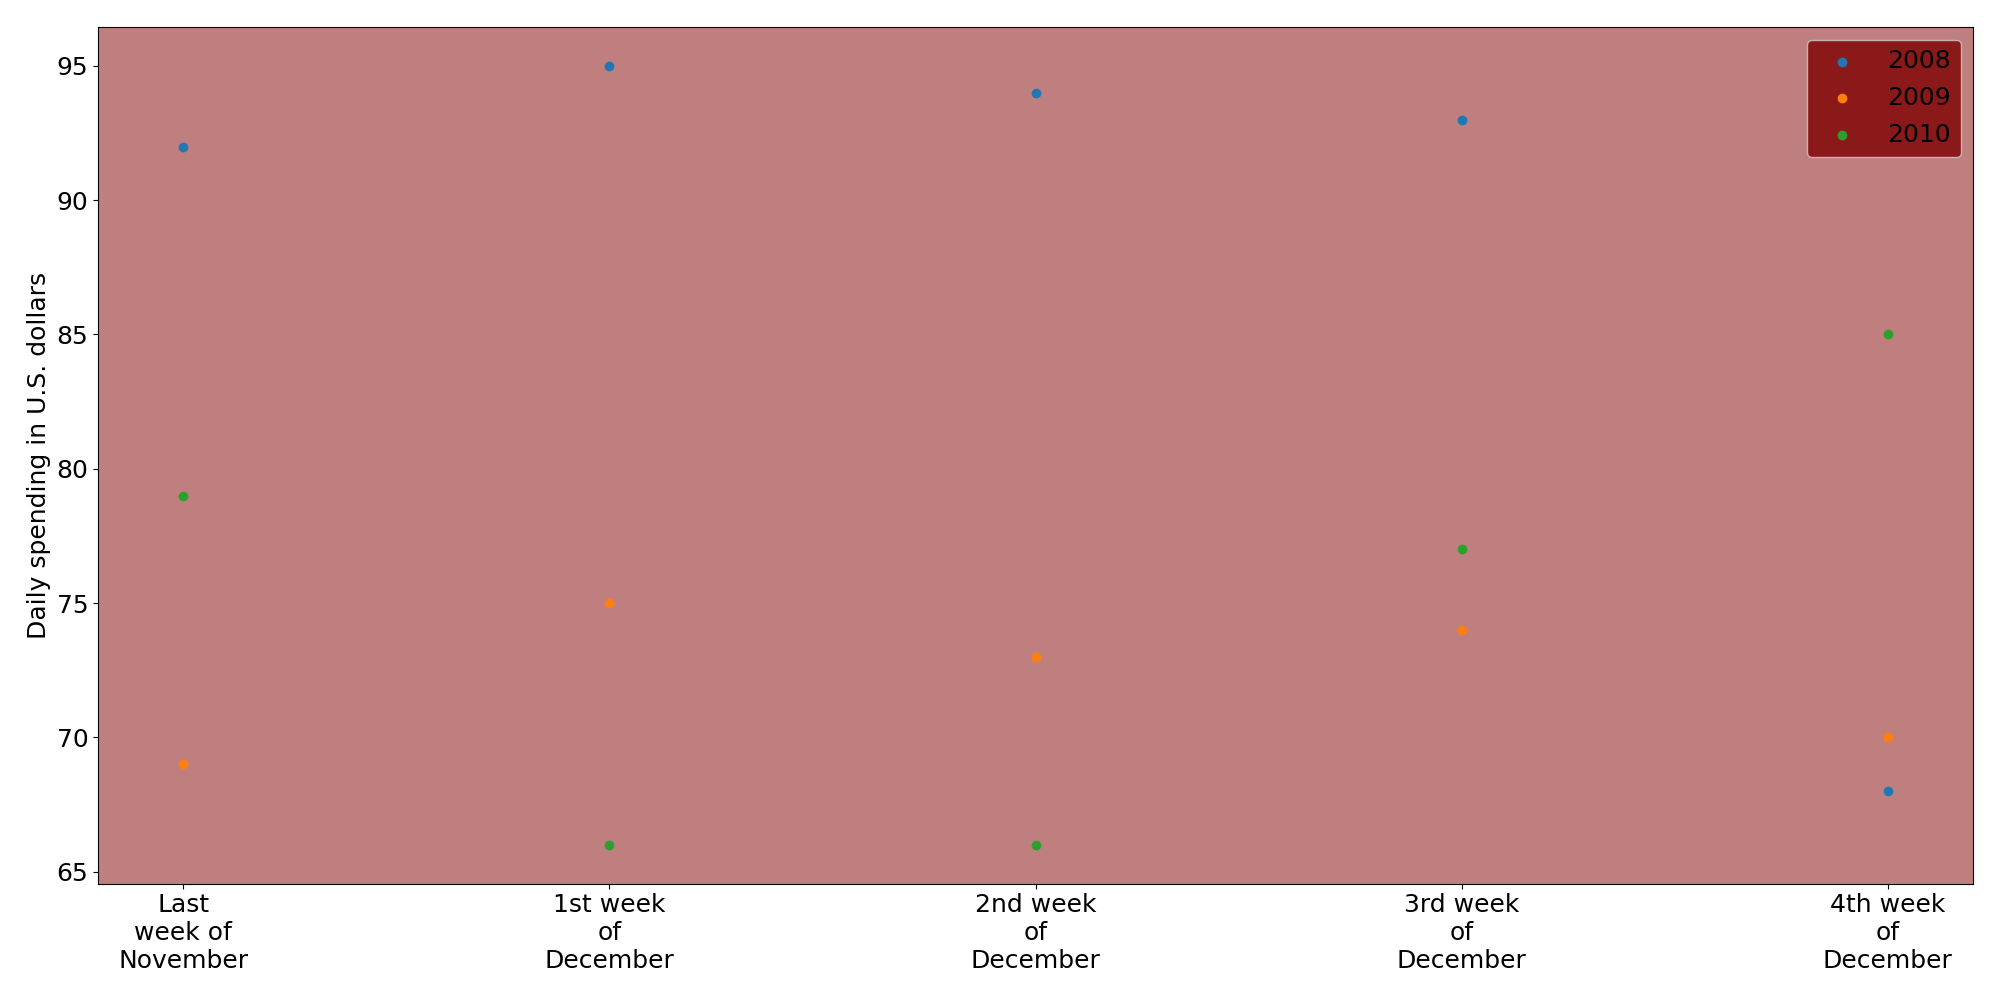 Daily spending in U.S. dollars
95
90
85
80
75
70
65
2008
2009
2010
Last
week of
November
1st week
of
December
2nd week
of
December
3rd week
of
December
4th week
of
December